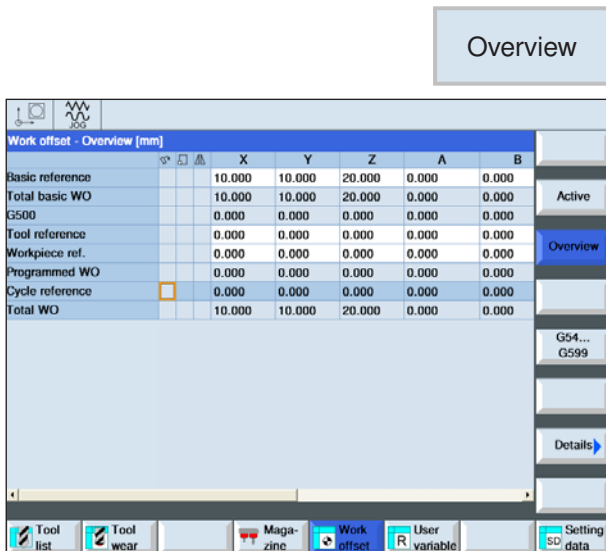 Overview
JOG
Work offset - Overview [mm]
X Y Z A B
Basic reference 10.000 10.000 20.000 0.000 0.000
Total basic WO 10.000 10.000 20.000 0.000 0.000
G500 0.000 0.000 0.000 0.000 0.000
Tool reference 0.000 0.000 0.000 0.000 0.000
Workpiece ref. 0.000 0.000 0.000 0.000 0.000
Programmed WO 0.000 0.000 0.000 0.000 0.000
Cycle reference 0.000 0.000 0.000 0.000 0.000
Total WO 10.000 10.000 20.000 0.000 0.000
Active
Overview
G54...
G599
Details
Tool
list
Tool
wear
Maga-
zine
Work
offset
R User
variable
SD Setting
data